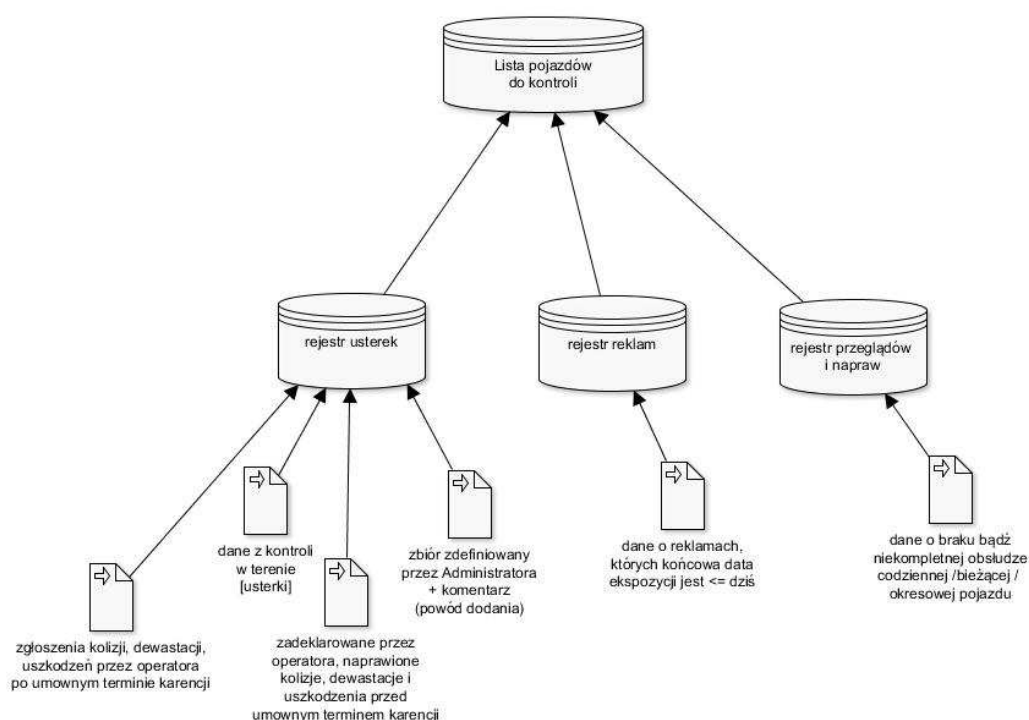 Lista pojazdów
do kontroli
rejestr usterek
rejestr reklam
rejestr przeglądów
i napraw
dane z kontroli
w terenie
[usterki]
zbiór zdefiniowany
przez Administratora
+ komentarz
(powód dodania)
dane o reklamach,
których końcowa data
ekspozycji jest <= dziś
dane o braku bądź
niekompletnej obsłudze
codziennej /bieżącej /
okresowej pojazdu
zgłoszenia kolizji, dewastacji,
uszkodzeń przez operatora
po umownym terminie karencji
zadeklarowane przez
operatora, naprawione
kolizje, dewastacje i
uszkodzenia przed
umownym terminem karencji